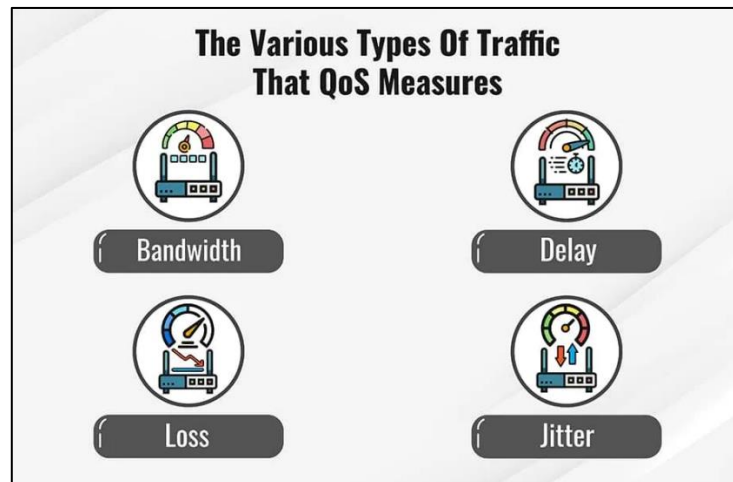 The Various Types Of Traffic
That QoS Measures
Bandwidth
Delay
Loss
Jitter